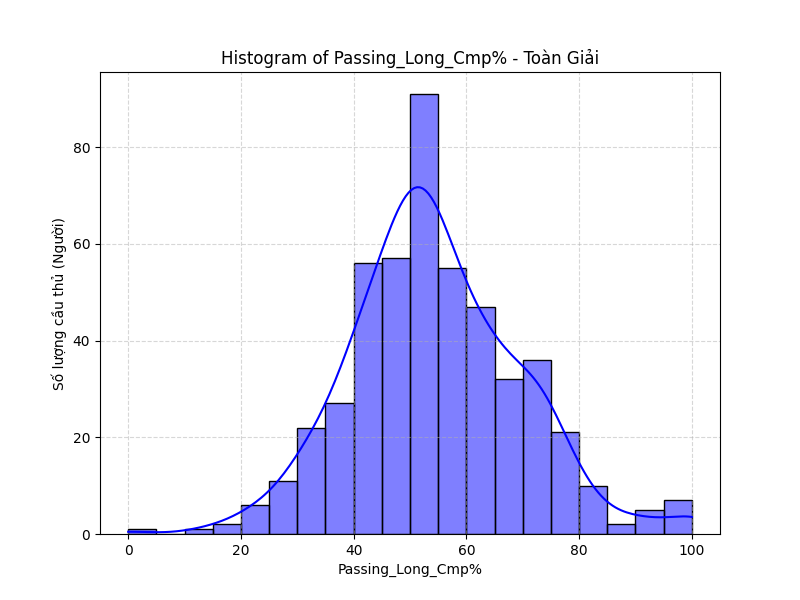 Histogram of Passing_Long_Cmp% - Toàn Giải
Số lượng cầu thủ (Người)
80
60
40
20
0
0 20 40 60 80 100
Passing_Long_Cmp%